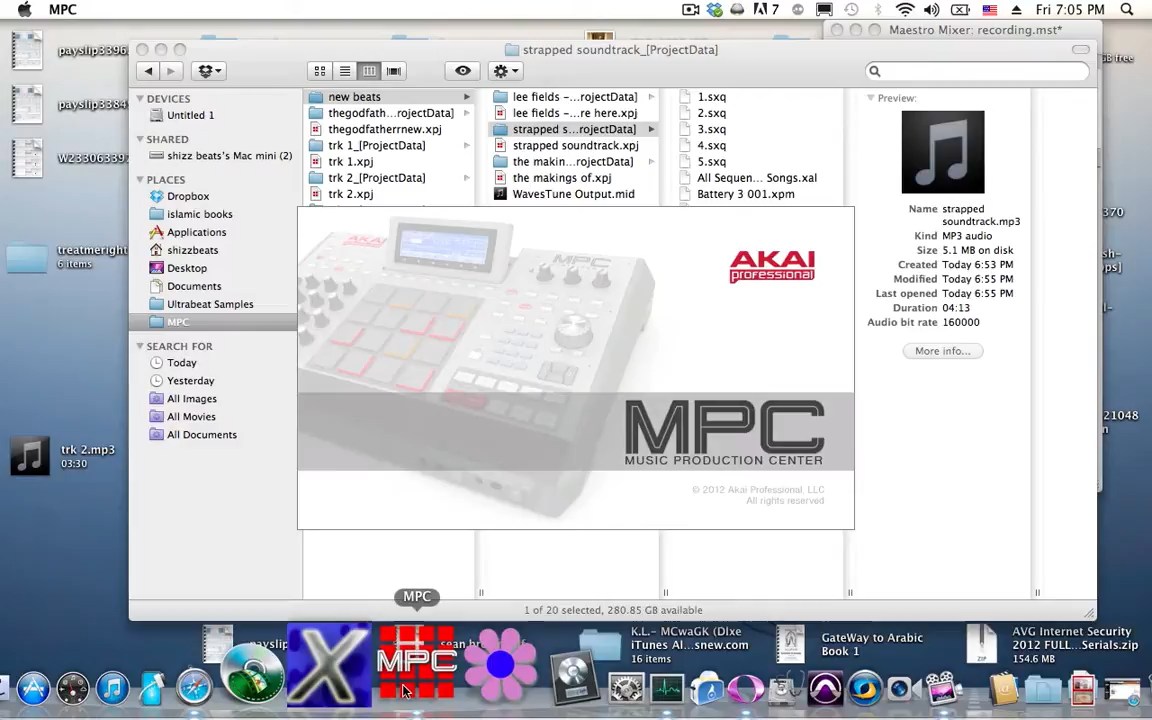 MPC
7
Fri 7:05 PM
Maestro Mixer: recording.mst*
strapped soundtrack_[ProjectData]
DEVICES
Untitled 1
SHARED
shizz beats's Mac mini (2)
PLACES
Dropbox
islamic books
Applications
shizzbeats
Desktop
Documents
Ultrabeat Samples
MPC
SEARCH FOR
Today
Yesterday
All Images
All Movies
All Documents
new beats
thegodfath...rojectData]
thegodfatherrnew.xpj
trk 1_[ProjectData]
trk 1.xpj
trk 2_[ProjectData]
trk 2.xpj
lee fields -...rojectData]
lee fields -...re here.xpj
strapped s...rojectData]
strapped soundtrack.xpj
the makin...rojectData]
the makings of.xpj
WavesTune Output.mid
1.sxq
2.sxq
3.sxq
4.sxq
5.sxq
All Sequen... Songs.xal
Battery 3 001.xpm
Preview:
Name strapped soundtrack.mp3
Kind MP3 audio
Size 5.1 MB on disk
Created Today 6:53 PM
Modified Today 6:55 PM
Last opened Today 6:55 PM
Duration 04:13
Audio bit rate 160000
More info...
AKAI
professional
MPC
MUSIC PRODUCTION CENTER
© 2012 Akai Professional, LLC
All rights reserved
1 of 20 selected, 280.85 GB available
treatmeright
6 items
trk 2.mp3
03:30
MPC
K.L.- MCwaGK (Dlxe
iTunes Al...snew.com)
16 items
GateWay to Arabic
Book 1
AVG Internet Security
2012 FULL...Serials.zip
154.6 MB
X
MPC